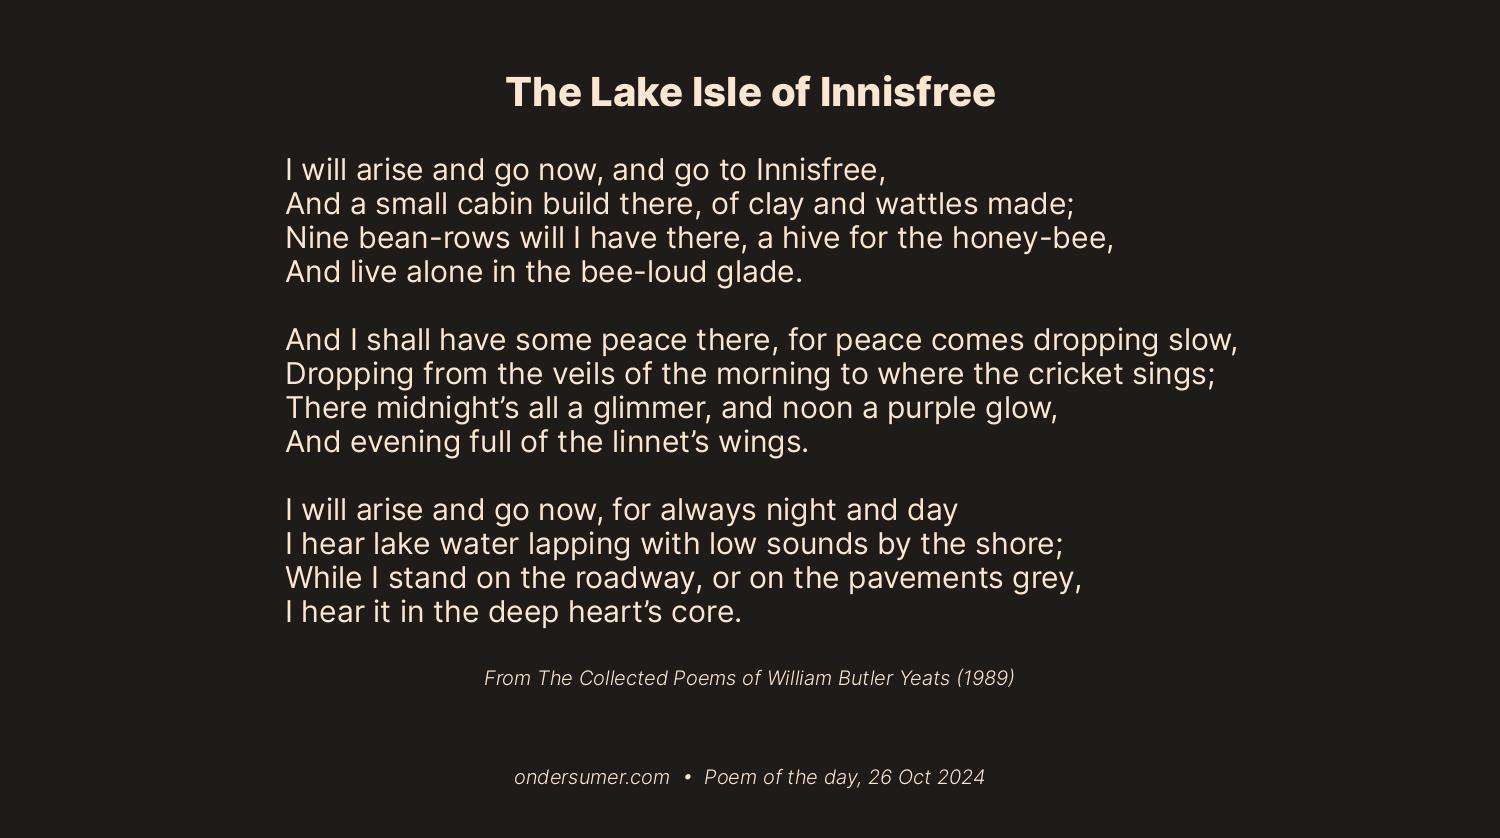 The Lake Isle of Innisfree
I will arise and go now, and go to Innisfree,
And a small cabin build there, of clay and wattles made;
Nine bean-rows will I have there, a hive for the honey-bee,
And live alone in the bee-loud glade.
And I shall have some peace there, for peace comes dropping slow,
Dropping from the veils of the morning to where the cricket sings;
There midnight’s all a glimmer, and noon a purple glow,
And evening full of the linnet’s wings.
I will arise and go now, for always night and day
I hear lake water lapping with low sounds by the shore;
While I stand on the roadway, or on the pavements grey,
I hear it in the deep heart’s core.
From The Collected Poems of William Butler Yeats (1989)
ondersumer.com • Poem of the day, 26 Oct 2024